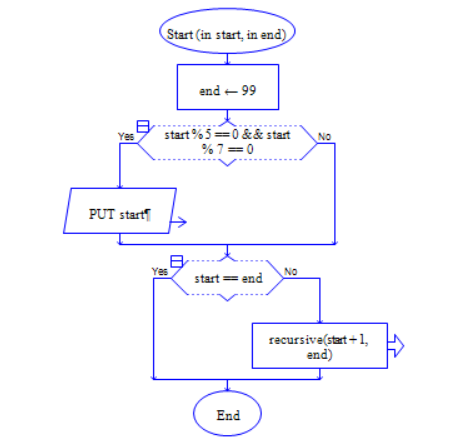 Start (in start, in end)
end ← 99
start % 5 == 0 && start
% 7 == 0
Yes
No
PUT start¶
start == end
Yes
No
recursive(start+1,
end)
End